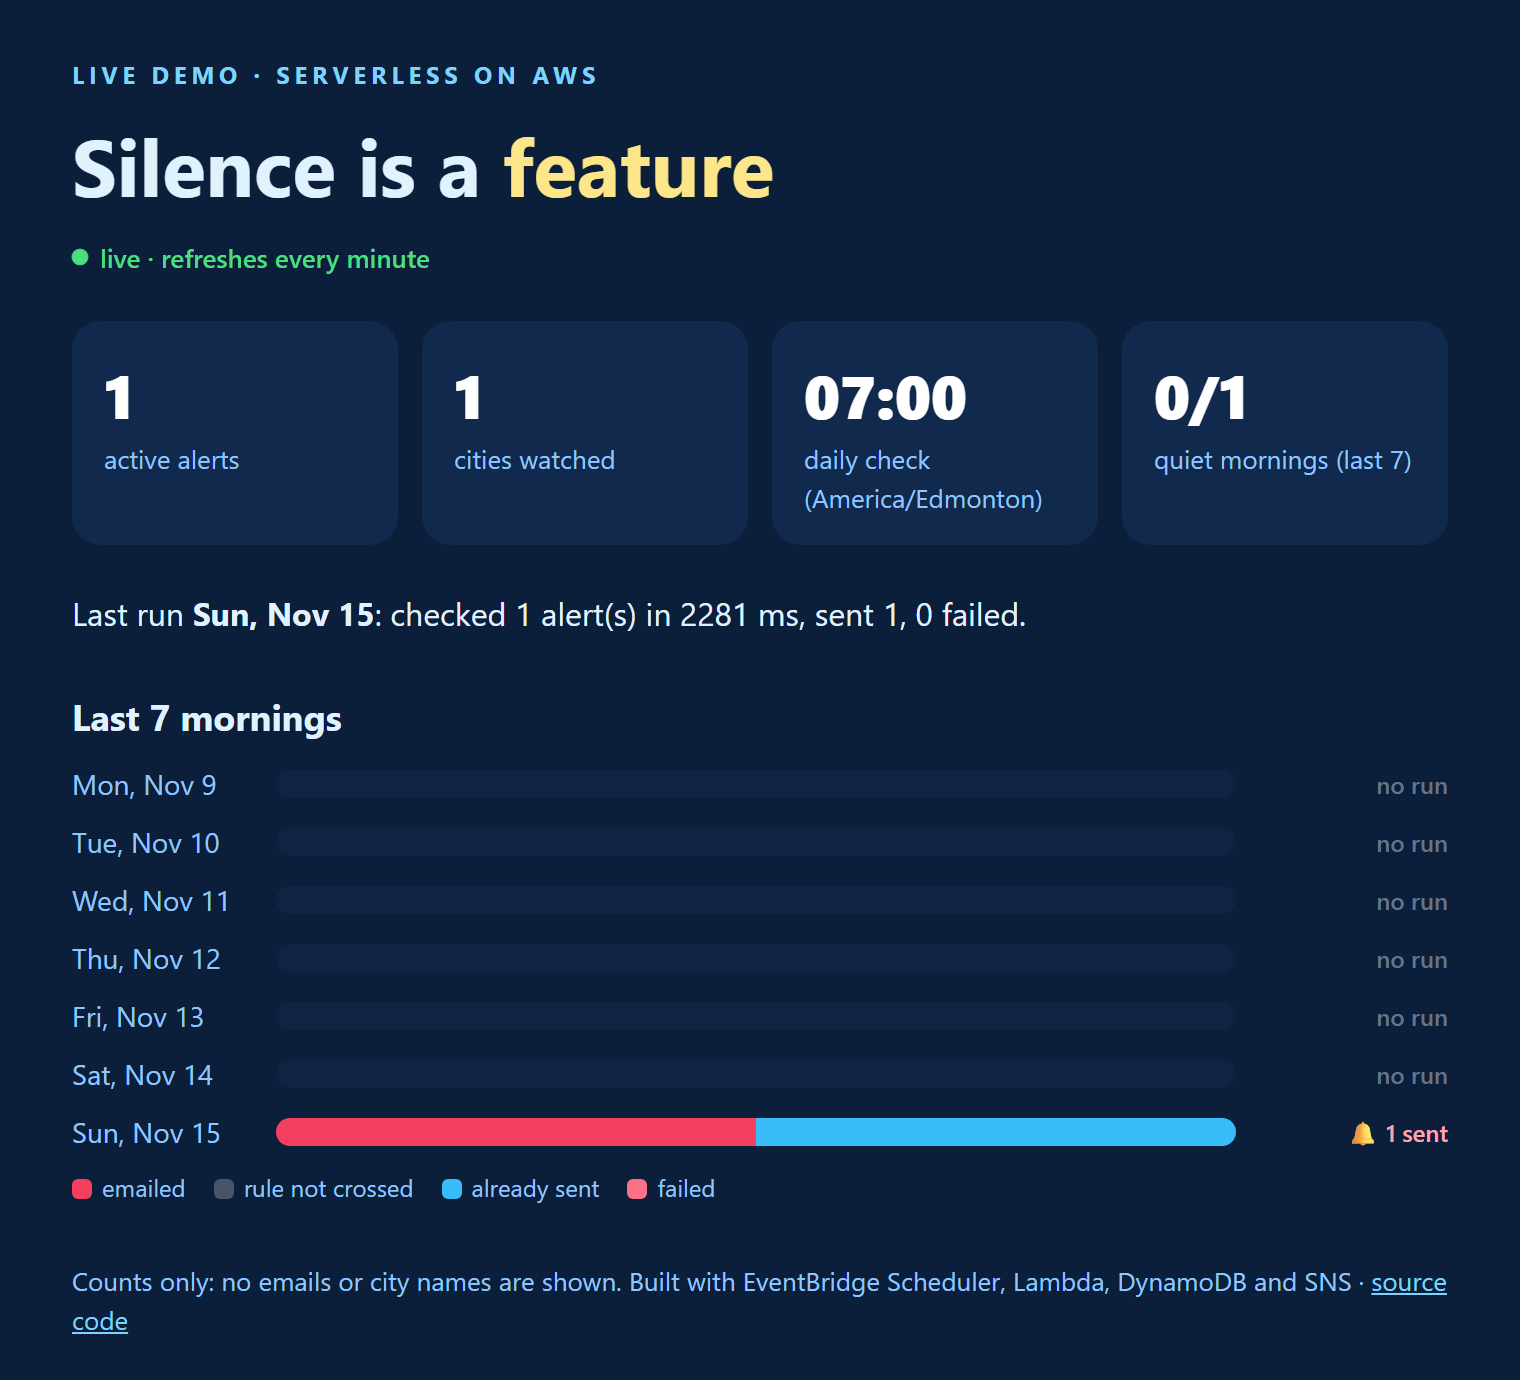 LIVE DEMO · SERVERLESS ON AWS
Silence is a feature
live · refreshes every minute
1
active alerts
1
cities watched
07:00
daily check
(America/Edmonton)
0/1
quiet mornings (last 7)
Last run Sun, Nov 15: checked 1 alert(s) in 2281 ms, sent 1, 0 failed.
Last 7 mornings
Mon, Nov 9 no run
Tue, Nov 10 no run
Wed, Nov 11 no run
Thu, Nov 12 no run
Fri, Nov 13 no run
Sat, Nov 14 no run
Sun, Nov 15 🔔 1 sent
emailed rule not crossed already sent failed
Counts only: no emails or city names are shown. Built with EventBridge Scheduler, Lambda, DynamoDB and SNS · source
code